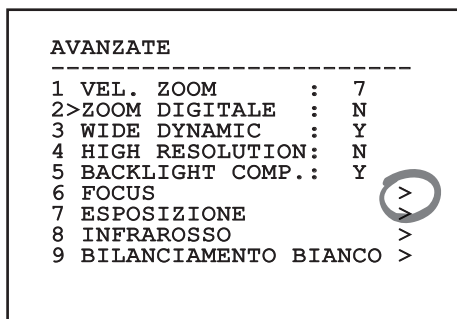 AVANZATE
-------------------------
1 VEL. ZOOM      :  7
2>ZOOM DIGITALE  :  N
3 WIDE DYNAMIC   :  Y
4 HIGH RESOLUTION:  N
5 BACKLIGHT COMP.:  Y
6 FOCUS                 >
7 ESPOSIZIONE           >
8 INFRAROSSO            >
9 BILANCIAMENTO BIANCO >